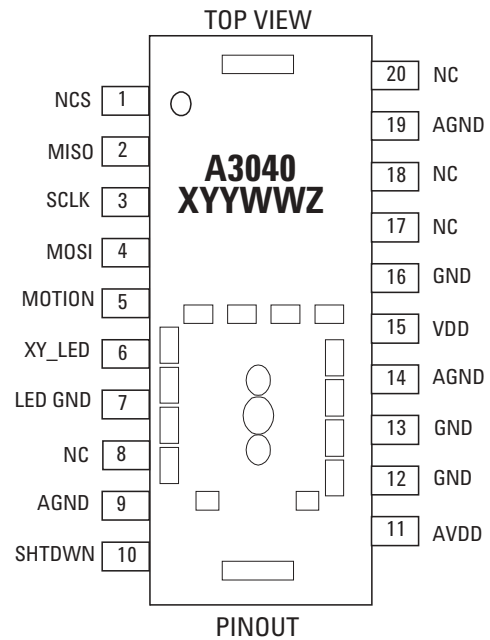 TOP VIEW
NCS 1
MISO 2
SCLK 3
MOSI 4
MOTION 5
XY_LED 6
LED GND 7
NC 8
AGND 9
SHTDWN 10
A3040
XYYWWZ
20 NC
19 AGND
18 NC
17 NC
16 GND
15 VDD
14 AGND
13 GND
12 GND
11 AVDD
PINOUT